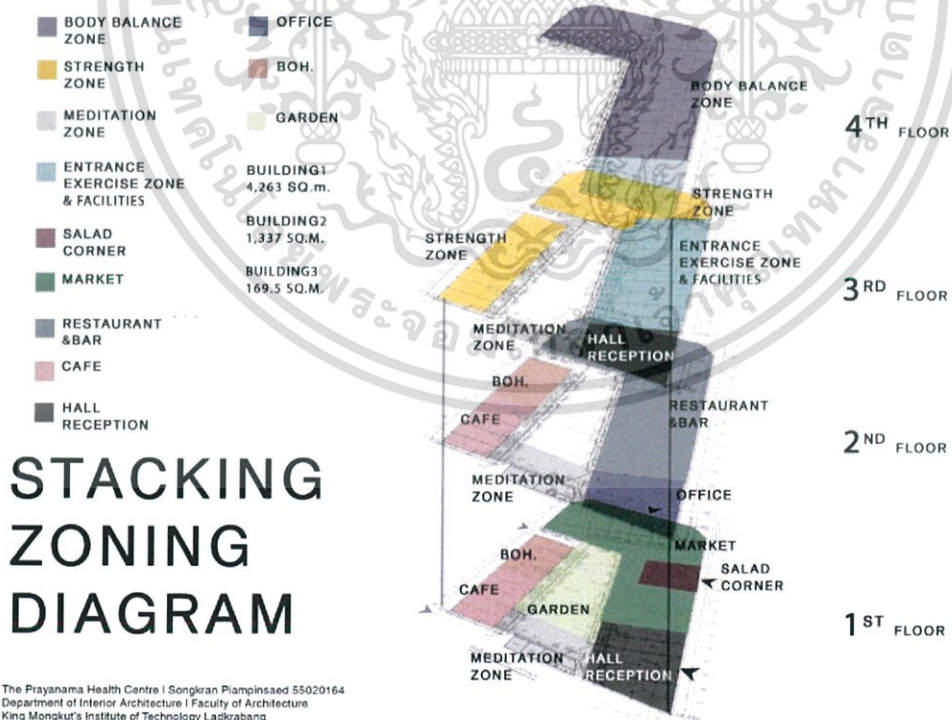 BODY BALANCE
ZONE
STRENGTH
ZONE
MEDITATION
ZONE
ENTRANCE
EXERCISE ZONE
& FACILITIES
SALAD
CORNER
MARKET
RESTAURANT
&BAR
CAFE
HALL
RECEPTION
OFFICE
BOH.
GARDEN
BUILDING1
4,263 SQ.m.
BUILDING2
1,337 SQ.M.
BUILDING3
169.5 SQ.M.
STACKING
ZONING
DIAGRAM
The Prayanama Health Centre I Songkran Piampinsaed 55020164
Department of Interior Architecture I Faculty of Architecture
King Mongkut's Institute of Technology Ladkrabang
BODY BALANCE
ZONE
4TH FLOOR
STRENGTH
ZONE
STRENGTH
ZONE
ENTRANCE
EXERCISE ZONE
& FACILITIES
3RD FLOOR
MEDITATION
ZONE
HALL
RECEPTION
BOH.
CAFE
RESTAURANT
&BAR
2ND FLOOR
MEDITATION
ZONE
OFFICE
MARKET
BOH.
SALAD
CORNER
CAFE
GARDEN
1ST FLOOR
MEDITATION
ZONE
HALL
RECEPTION